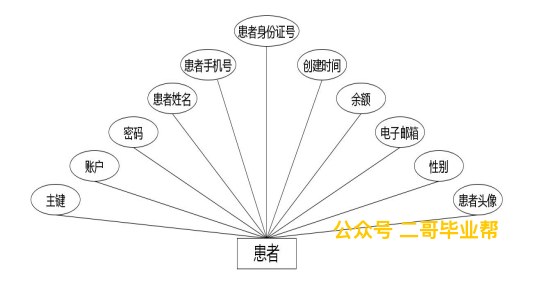 患者身份证号
患者手机号
创建时间
患者姓名
余额
密码
电子邮箱
账户
性别
主键
患者头像
公众号 二哥毕业帮
患者